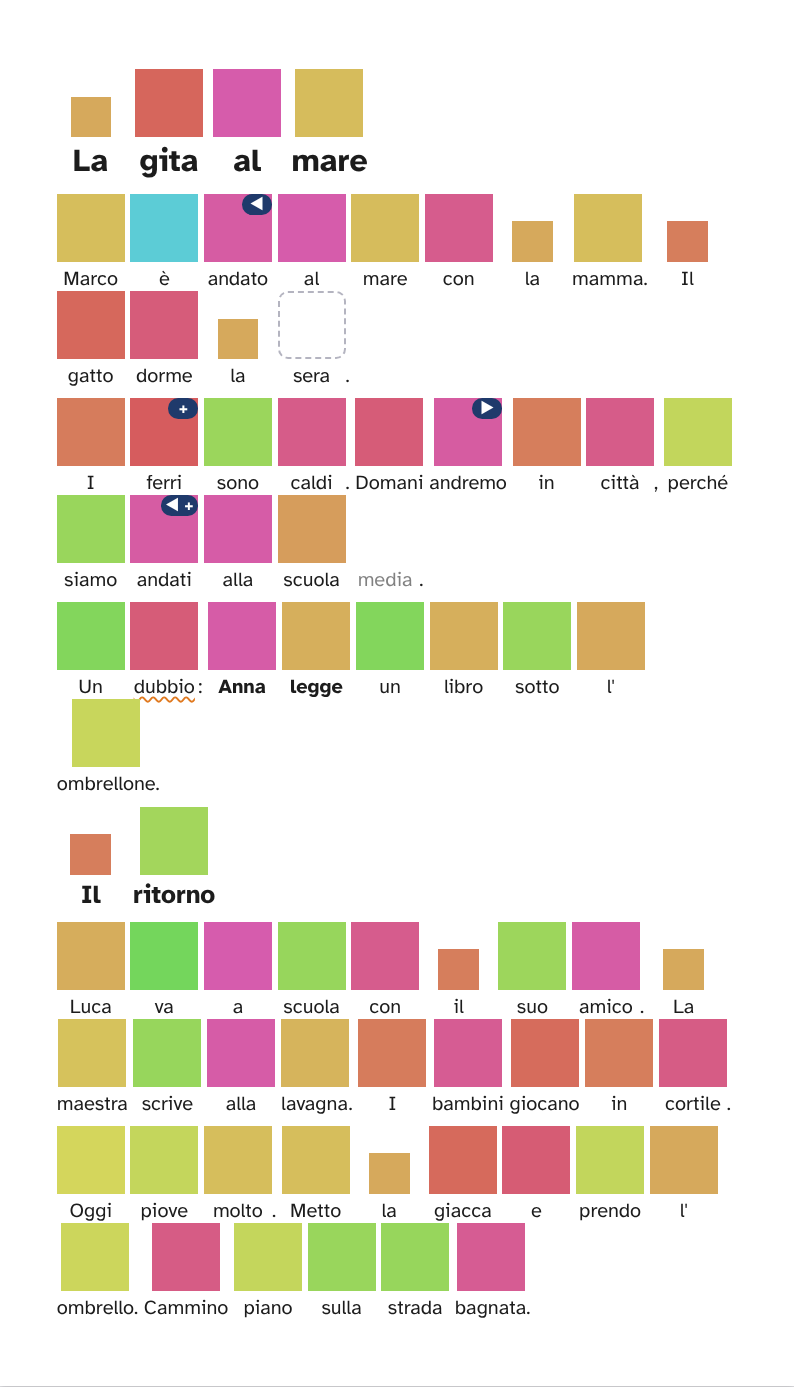 La gita al mare
Marco è andato al mare con la mamma. Il
gatto dorme la sera .
I ferri sono caldi . Domani andremo in città , perché
siamo andati alla scuola media .
Un dubbio: Anna legge un libro sotto l'
ombrellone.
Il ritorno
Luca va a scuola con il suo amico . La
maestra scrive alla lavagna. I bambini giocano in cortile .
Oggi piove molto . Metto la giacca e prendo l'
ombrello. Cammino piano sulla strada bagnata.